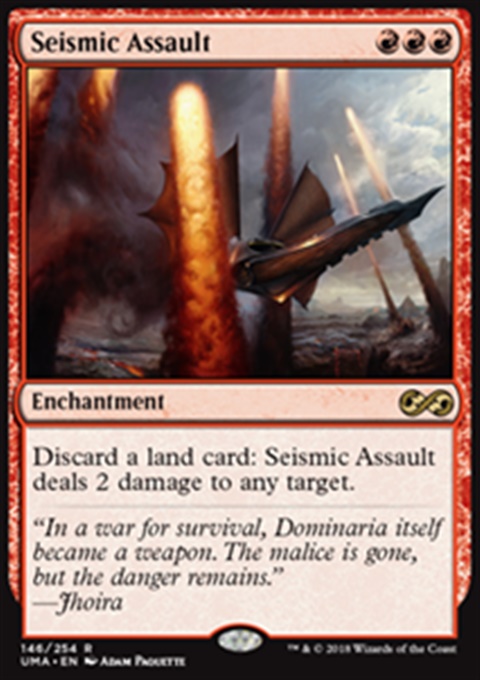 Seismic Assault
Enchantment
Discard a land card: Seismic Assault
deals 2 damage to any target.
“In a war for survival, Dominaria itself
became a weapon. The malice is gone,
but the danger remains.”
—Jhoira
146/254 R
UMA • EN Adam Paquette
™ & © 2018 Wizards of the Coast